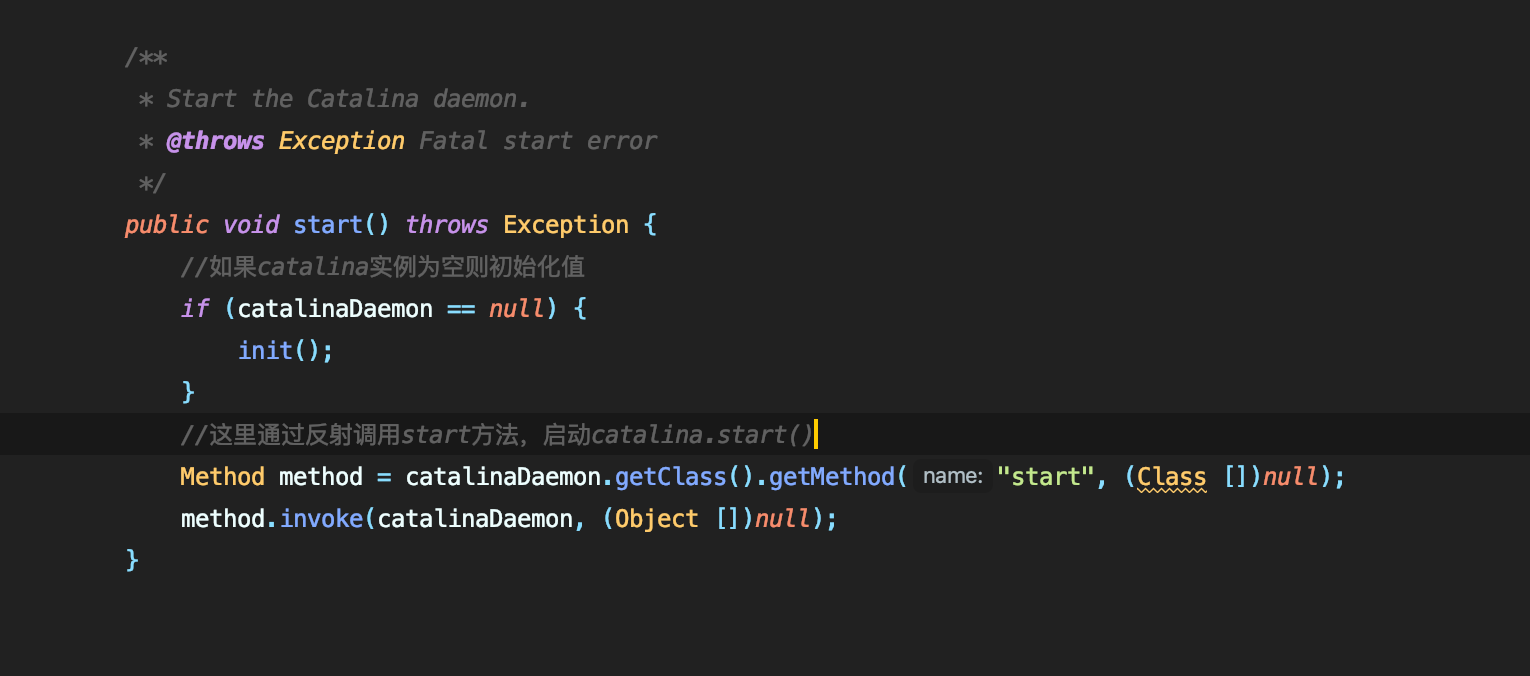 /**
 * Start the Catalina daemon.
 * @throws Exception Fatal start error
 */
public void start() throws Exception {
    //如果catalina实例为空则初始化值
    if (catalinaDaemon == null) {
        init();
    }
    //这里通过反射调用start方法，启动catalina.start()
    Method method = catalinaDaemon.getClass().getMethod( name: "start", (Class [])null);
    method.invoke(catalinaDaemon, (Object [])null);
}